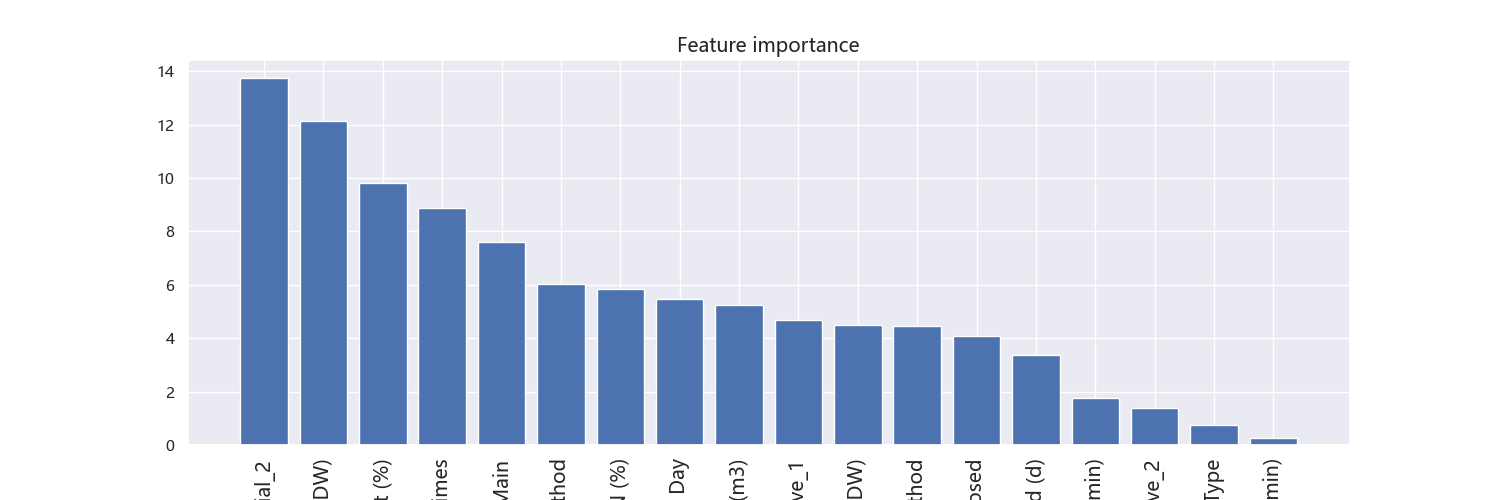 Feature importance
14
12
10
8
6
4
2
0
ial_2
DW)
t (%)
imes
Main
thod
N (%)
Day
(m3)
ve_1
DW)
thod
osed
d (d)
min)
ve_2
Type
min)